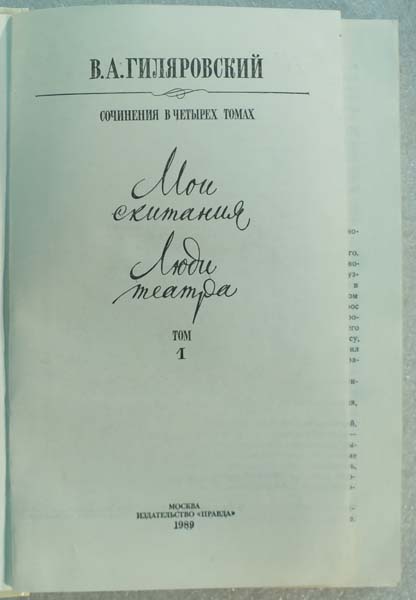 В.А.ГИЛЯРОВСКИЙ
СОЧИНЕНИЯ В ЧЕТЫРЕХ ТОМАХ
Мои
скитания
Люди
театра
ТОМ
1
МОСКВА
ИЗДАТЕЛЬСТВО «ПРАВДА»
1989